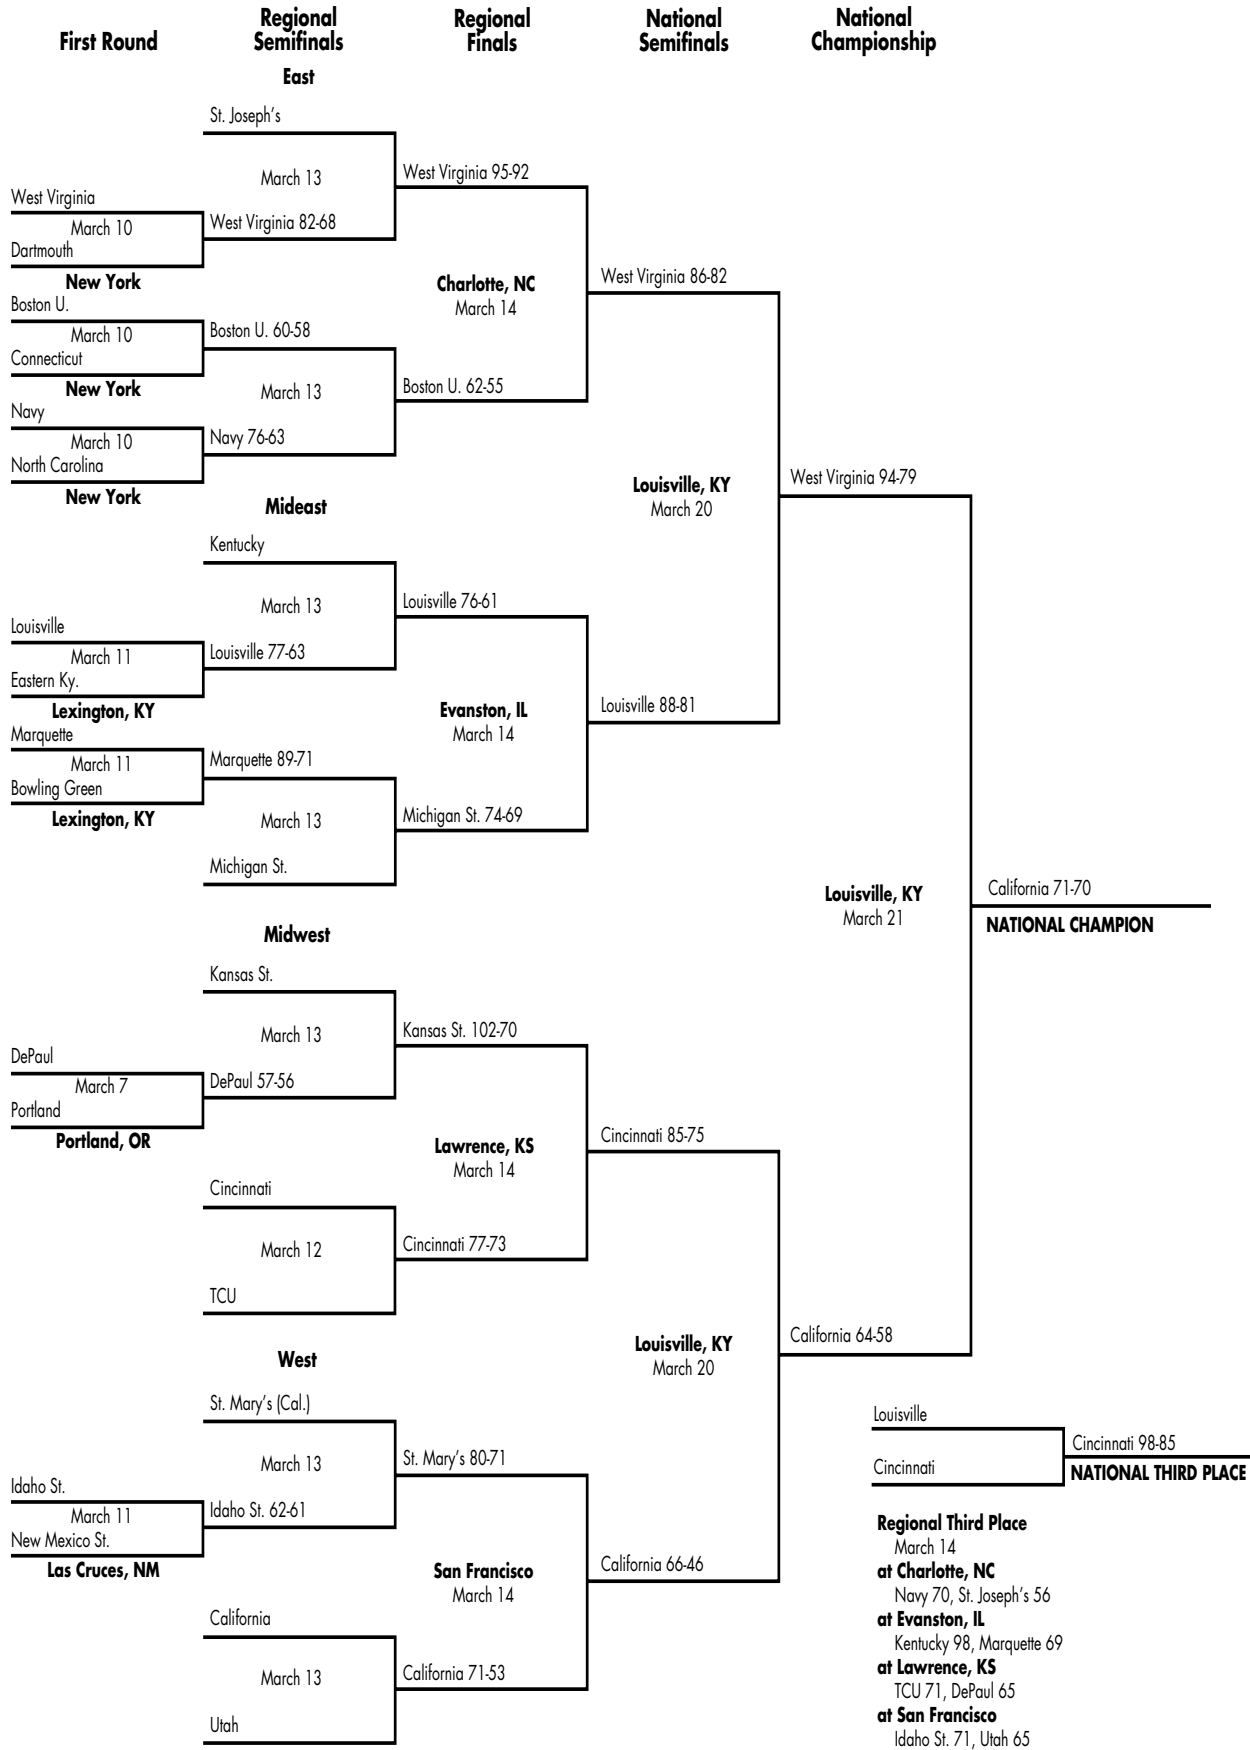 First Round
Regional
Semifinals
Regional
Finals
National
Semifinals
National
Championship
East
St. Joseph's
March 13
West Virginia 95-92
West Virginia
March 10
West Virginia 82-68
Dartmouth
New York
Charlotte, NC
March 14
West Virginia 86-82
Boston U.
March 10
Boston U. 60-58
Connecticut
New York
March 13
Boston U. 62-55
Navy
March 10
Navy 76-63
North Carolina
New York
Louisville, KY
March 20
West Virginia 94-79
Mideast
Kentucky
March 13
Louisville 76-61
Louisville
March 11
Louisville 77-63
Eastern Ky.
Lexington, KY
Evanston, IL
March 14
Louisville 88-81
Marquette
March 11
Marquette 89-71
Bowling Green
Lexington, KY
March 13
Michigan St. 74-69
Michigan St.
Louisville, KY
March 21
California 71-70
NATIONAL CHAMPION
Midwest
Kansas St.
March 13
Kansas St. 102-70
DePaul
March 7
DePaul 57-56
Portland
Portland, OR
Lawrence, KS
March 14
Cincinnati 85-75
Cincinnati
March 12
Cincinnati 77-73
TCU
Louisville, KY
March 20
California 64-58
West
St. Mary's (Cal.)
March 13
St. Mary's 80-71
Idaho St.
March 11
Idaho St. 62-61
New Mexico St.
Las Cruces, NM
San Francisco
March 14
California 66-46
California
March 13
California 71-53
Utah
Louisville
Cincinnati 98-85
Cincinnati
NATIONAL THIRD PLACE
Regional Third Place
March 14
at Charlotte, NC
Navy 70, St. Joseph's 56
at Evanston, IL
Kentucky 98, Marquette 69
at Lawrence, KS
TCU 71, DePaul 65
at San Francisco
Idaho St. 71, Utah 65